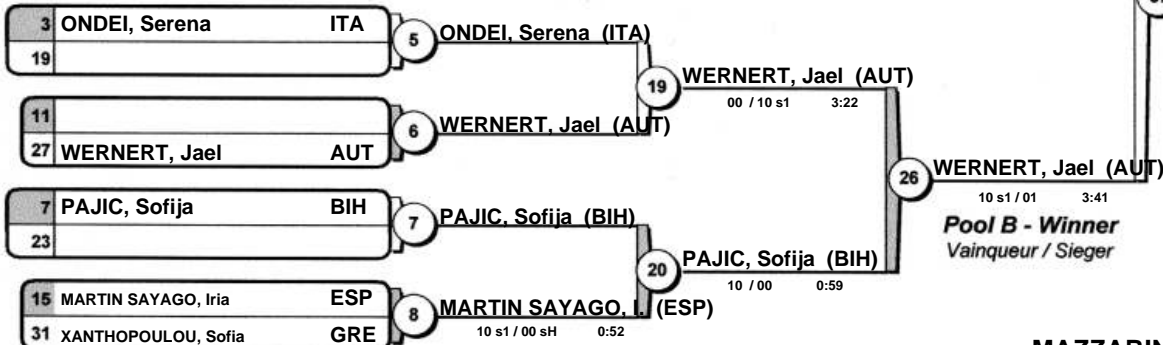 3 ONDEI, Serena ITA
19
5
ONDEI, Serena (ITA)
11
27 WERNERT, Jael AUT
6
WERNERT, Jael (AUT)
19
WERNERT, Jael (AUT)
00 / 10 s1 3:22
7 PAJIC, Sofija BIH
23
7
PAJIC, Sofija (BIH)
15 MARTIN SAYAGO, Iria ESP
31 XANTHOPOULOU, Sofia GRE
8
MARTIN SAYAGO, I. (ESP)
10 s1 / 00 sH 0:52
20
PAJIC, Sofija (BIH)
10 / 00 0:59
26
WERNERT, Jael (AUT)
10 s1 / 01 3:41
Pool B - Winner
Vainqueur / Sieger